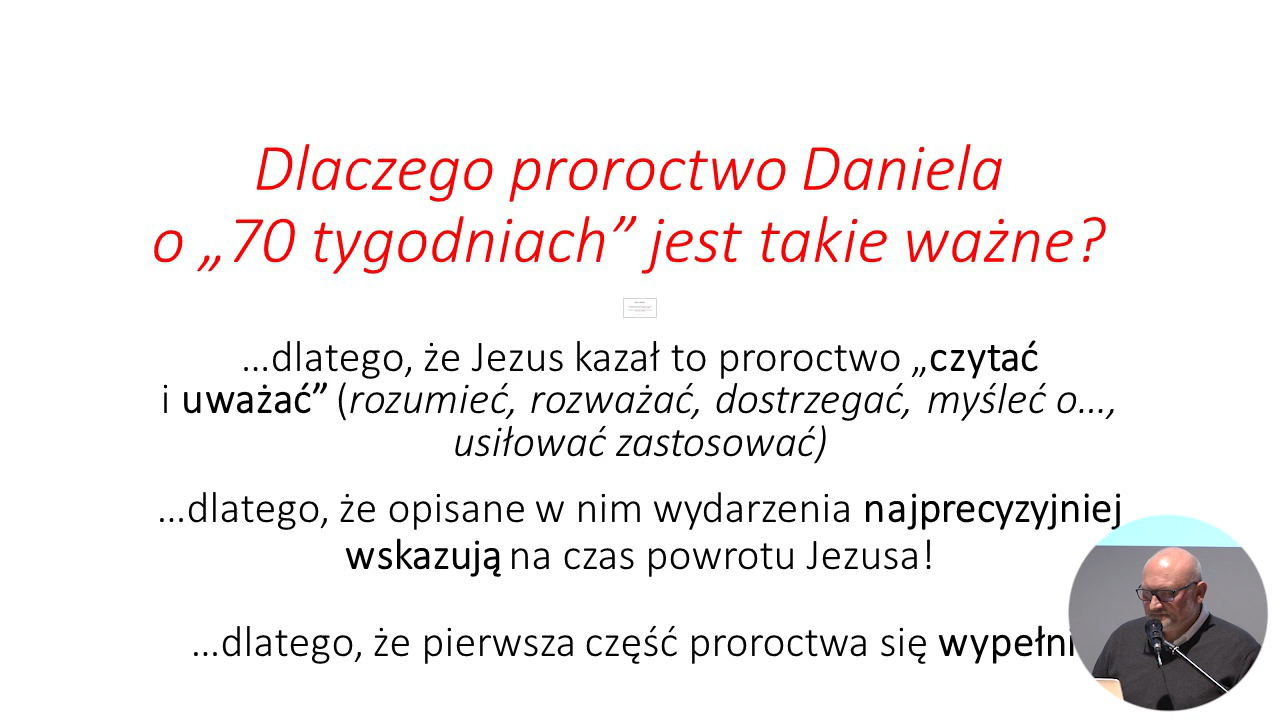 Dlaczego proroctwo Daniela
o „70 tygodniach” jest takie ważne?
...dlatego, że Jezus kazał to proroctwo „czytać
i uważać” (rozumieć, rozważać, dostrzegać, myśleć o...,
usiłować zastosować)
...dlatego, że opisane w nim wydarzenia najprecyzyjniej
wskazują na czas powrotu Jezusa!
...dlatego, że pierwsza część proroctwa się